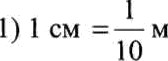 1) 1 см = 1/10 м